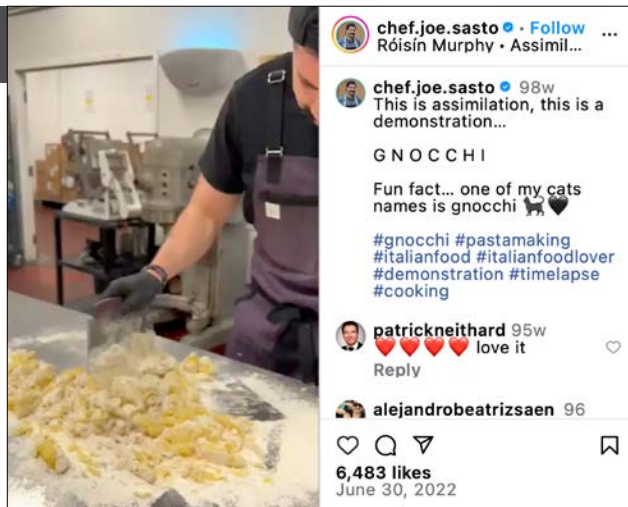 chef.joe.sasto • Follow
Róisín Murphy • Assimil...
chef.joe.sasto 98w
This is assimilation, this is a
demonstration...
G N O C C H I
Fun fact... one of my cats
names is gnocchi 🐈‍⬛🖤
#gnocchi #pastamaking
#italianfood #italianfoodlover
#demonstration #timelapse
#cooking
patrickneithard 95w
❤️❤️❤️❤️ love it
Reply
alejandrobeatrizsaen 96
6,483 likes
June 30, 2022